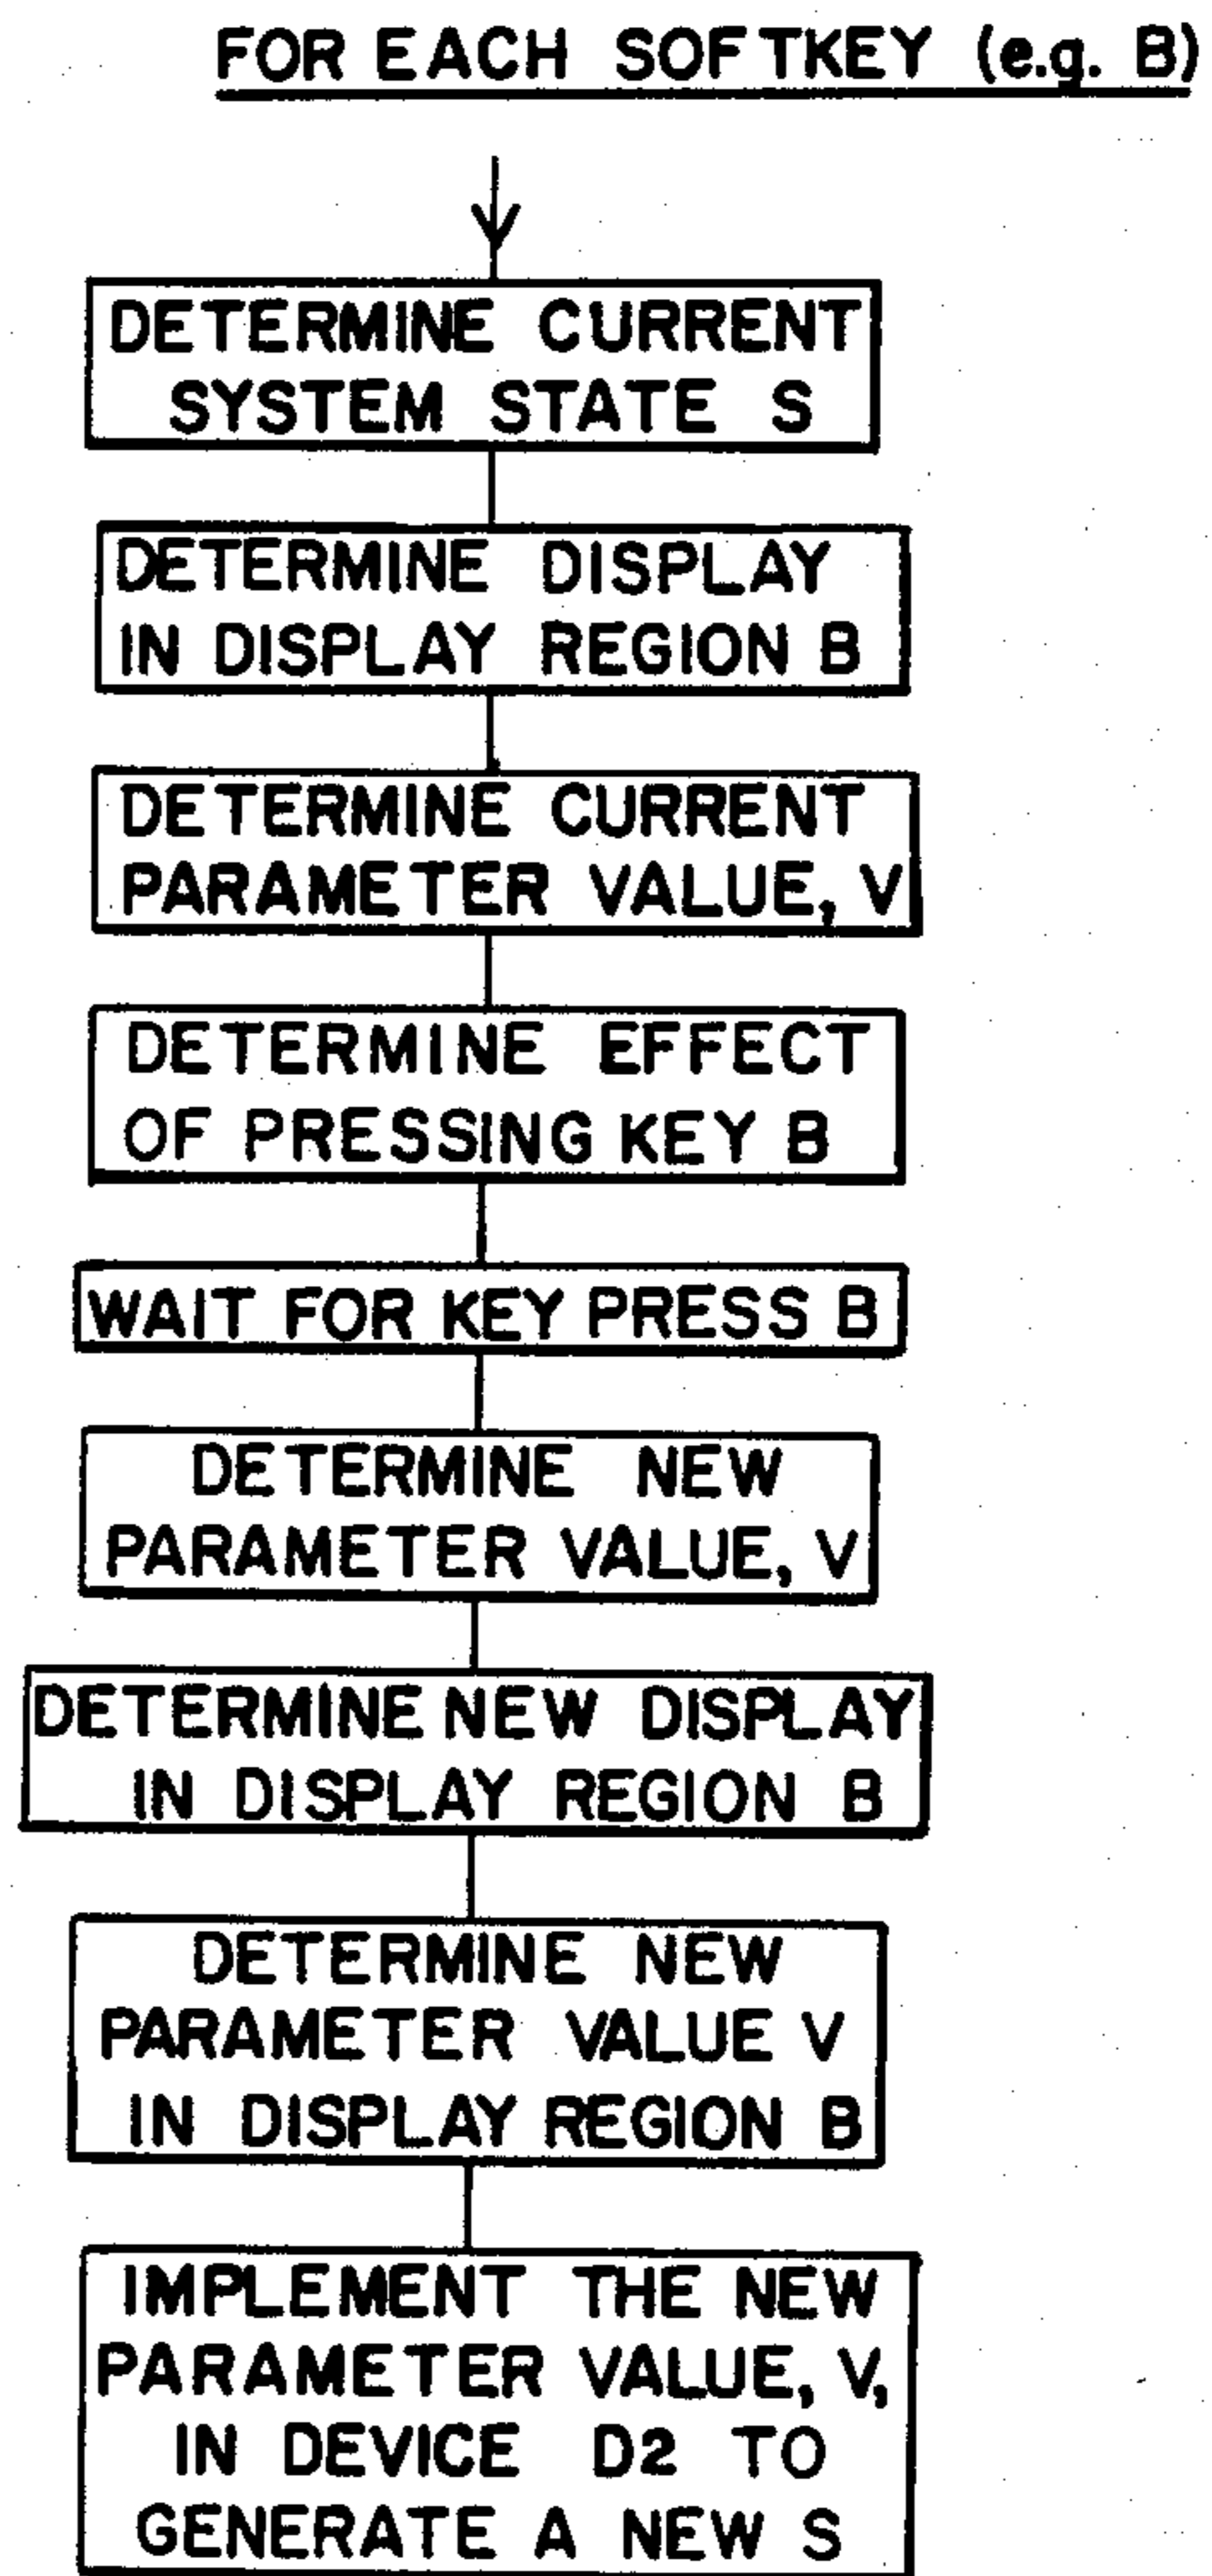 FOR EACH SOFTKEY (e.g. B)
DETERMINE CURRENT
SYSTEM STATE S
DETERMINE DISPLAY
IN DISPLAY REGION B
DETERMINE CURRENT
PARAMETER VALUE, V
DETERMINE EFFECT
OF PRESSING KEY B
WAIT FOR KEY PRESS B
DETERMINE NEW
PARAMETER VALUE, V
DETERMINE NEW DISPLAY
IN DISPLAY REGION B
DETERMINE NEW
PARAMETER VALUE V
IN DISPLAY REGION B
IMPLEMENT THE NEW
PARAMETER VALUE, V,
IN DEVICE D2 TO
GENERATE A NEW S